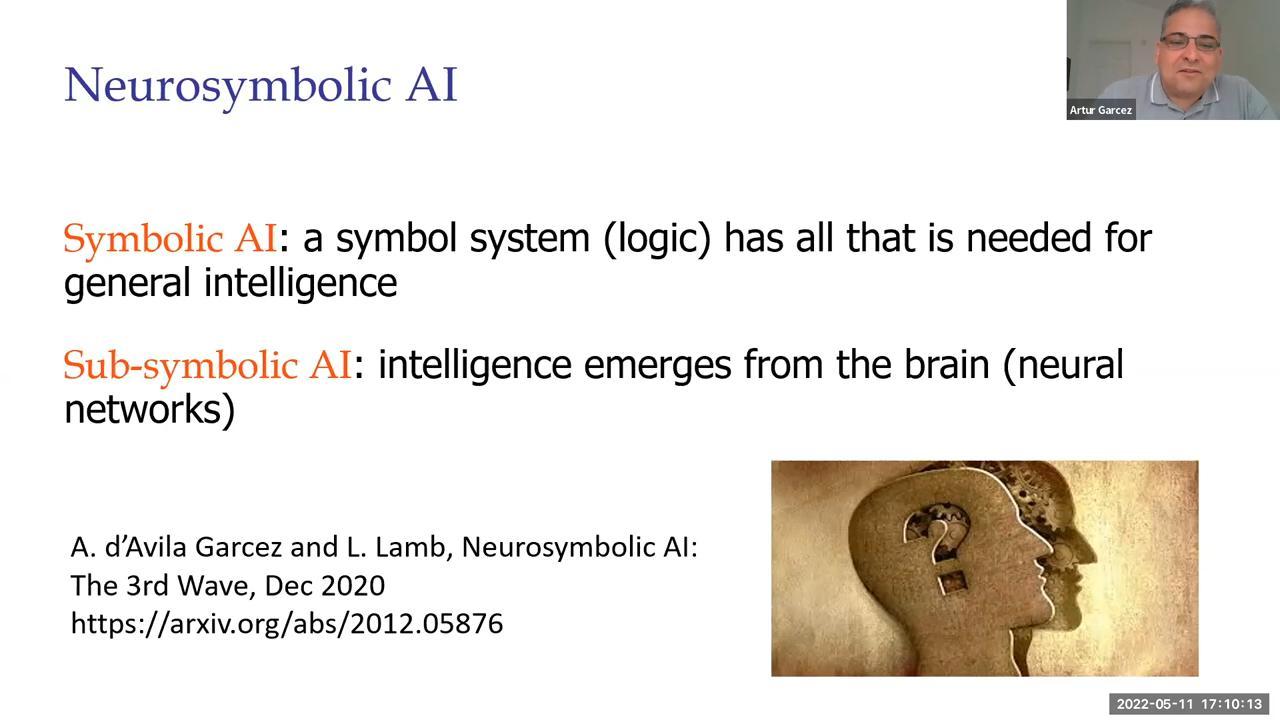 Neurosymbolic AI
Artur Garcez
Symbolic AI: a symbol system (logic) has all that is needed for
general intelligence
Sub-symbolic AI: intelligence emerges from the brain (neural
networks)
A. d’Avila Garcez and L. Lamb, Neurosymbolic AI:
The 3rd Wave, Dec 2020
https://arxiv.org/abs/2012.05876
?
2022-05-11 17:10:13